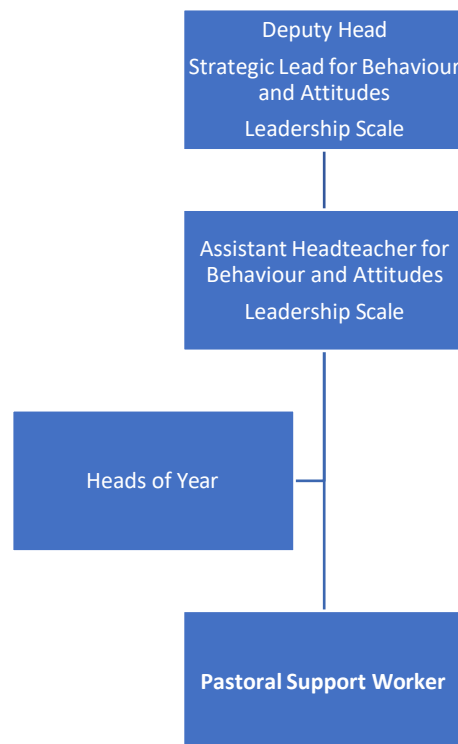 Deputy Head
Strategic Lead for Behaviour
and Attitudes
Leadership Scale
Assistant Headteacher for
Behaviour and Attitudes
Leadership Scale
Heads of Year
Pastoral Support Worker